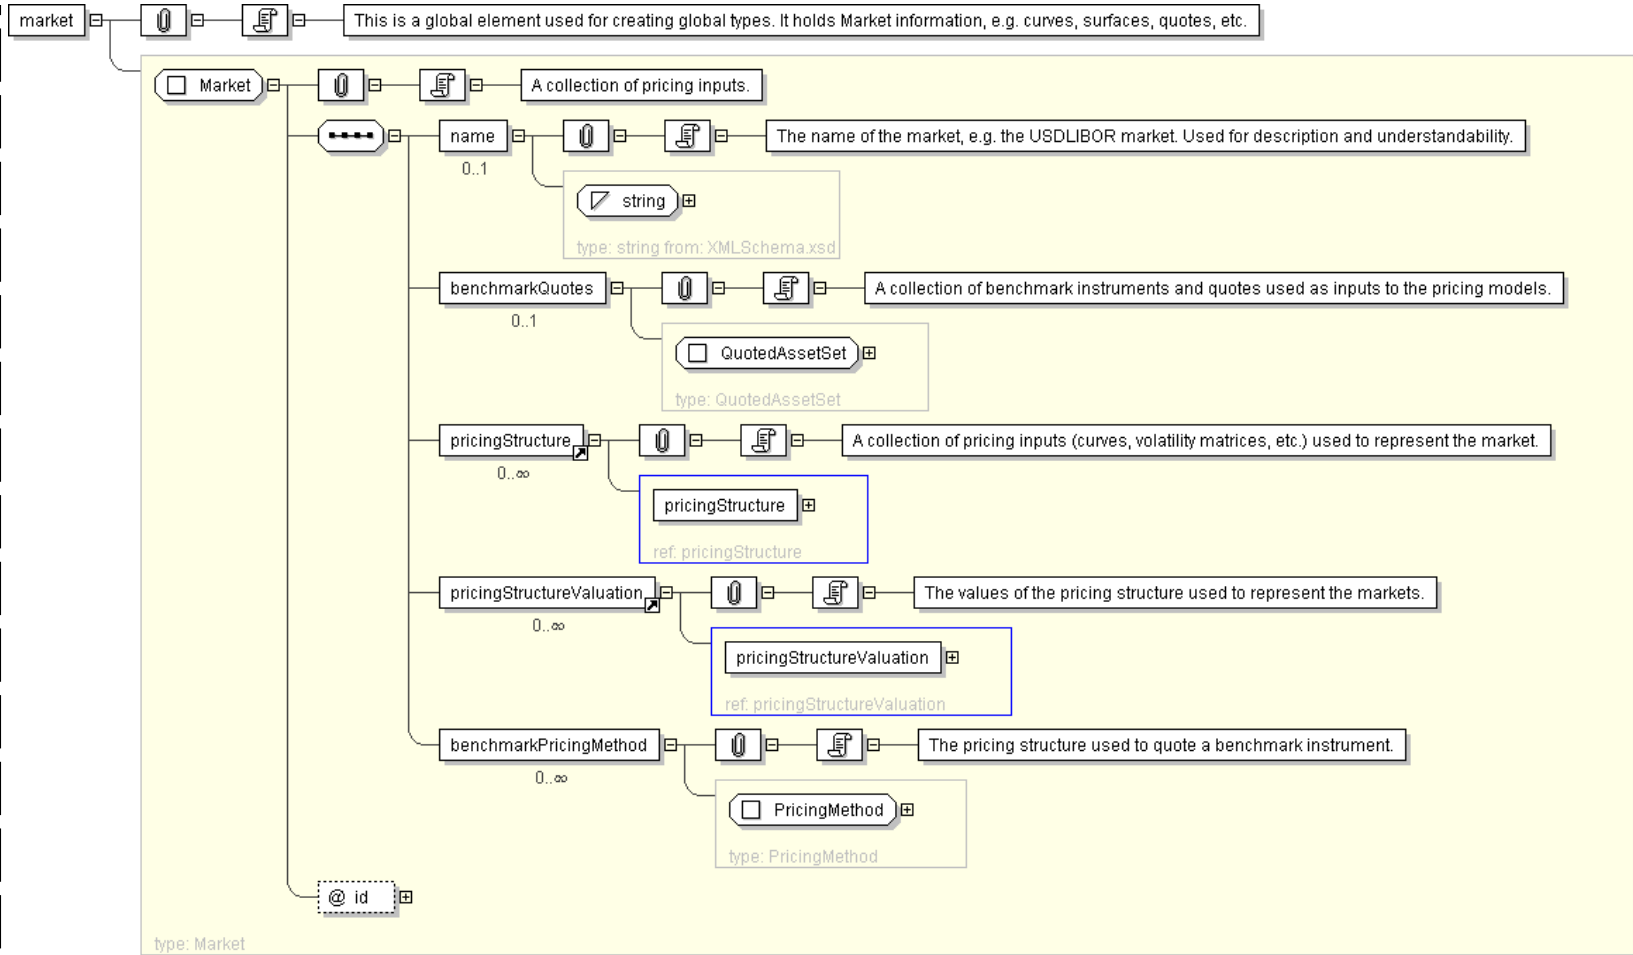 market This is a global element used for creating global types. It holds Market information, e.g. curves, surfaces, quotes, etc.
Market A collection of pricing inputs.
name The name of the market, e.g. the USDLIBOR market. Used for description and understandability.
0..1
string
type: string from: XMLSchema.xsd
benchmarkQuotes A collection of benchmark instruments and quotes used as inputs to the pricing models.
0..1
QuotedAssetSet
type: QuotedAssetSet
pricingStructure A collection of pricing inputs (curves, volatility matrices, etc.) used to represent the market.
0..∞
pricingStructure
ref: pricingStructure
pricingStructureValuation The values of the pricing structure used to represent the markets.
0..∞
pricingStructureValuation
ref: pricingStructureValuation
benchmarkPricingMethod The pricing structure used to quote a benchmark instrument.
0..∞
PricingMethod
type: PricingMethod
@ id
type: Market